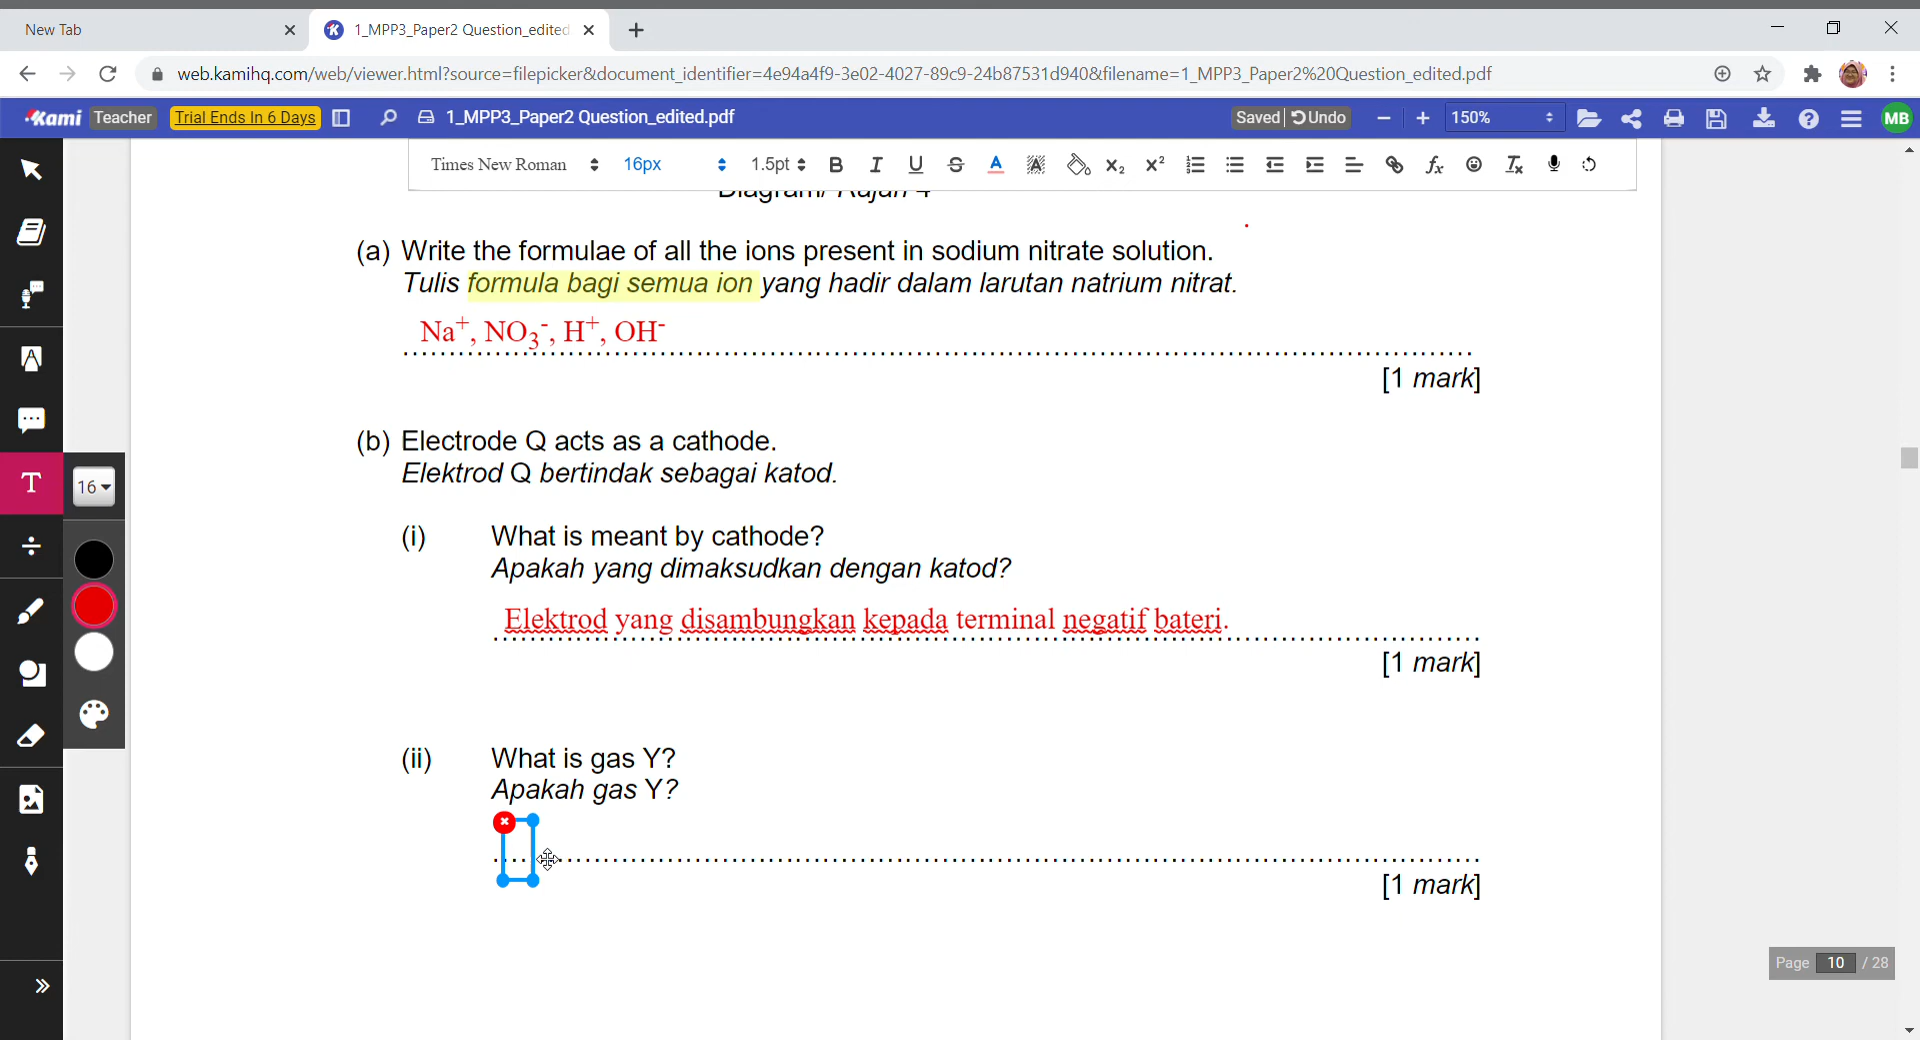 New Tab
1_MPP3_Paper2 Question_edited
web.kamihq.com/web/viewer.html?source=filepicker&document_identifier=4e94a4f9-3e02-4027-89c9-24b87531d940&filename=1_MPP3_Paper2%20Question_edited.pdf
Kami Teacher Trial Ends In 6 Days 1_MPP3_Paper2 Question_edited.pdf Saved Undo 150% MB
Times New Roman 16px 1.5pt
Diagram/ Rajah 4
(a) Write the formulae of all the ions present in sodium nitrate solution.
Tulis formula bagi semua ion yang hadir dalam larutan natrium nitrat.
Na⁺, NO₃⁻, H⁺, OH⁻
[1 mark]
(b) Electrode Q acts as a cathode.
Elektrod Q bertindak sebagai katod.
16
(i) What is meant by cathode?
Apakah yang dimaksudkan dengan katod?
Elektrod yang disambungkan kepada terminal negatif bateri.
[1 mark]
(ii) What is gas Y?
Apakah gas Y?
[1 mark]
Page 10 / 28